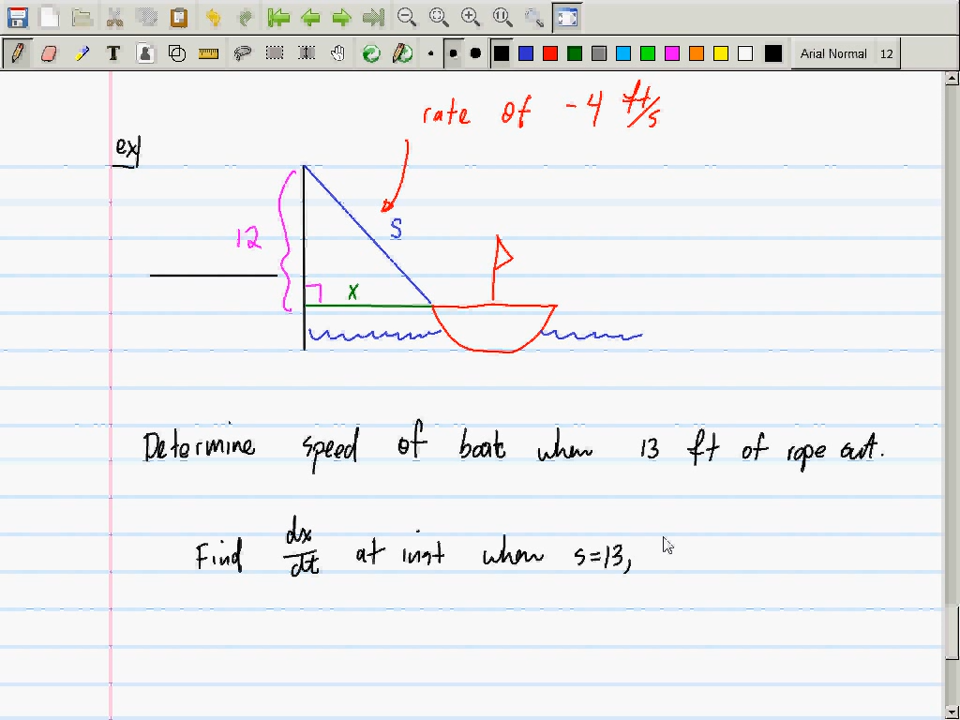 Arial Normal 12
rate of -4 ft/s
ex
12
S
x
Determine speed of boat when 13 ft of rope out.
Find dx/dt at inst when s=13,